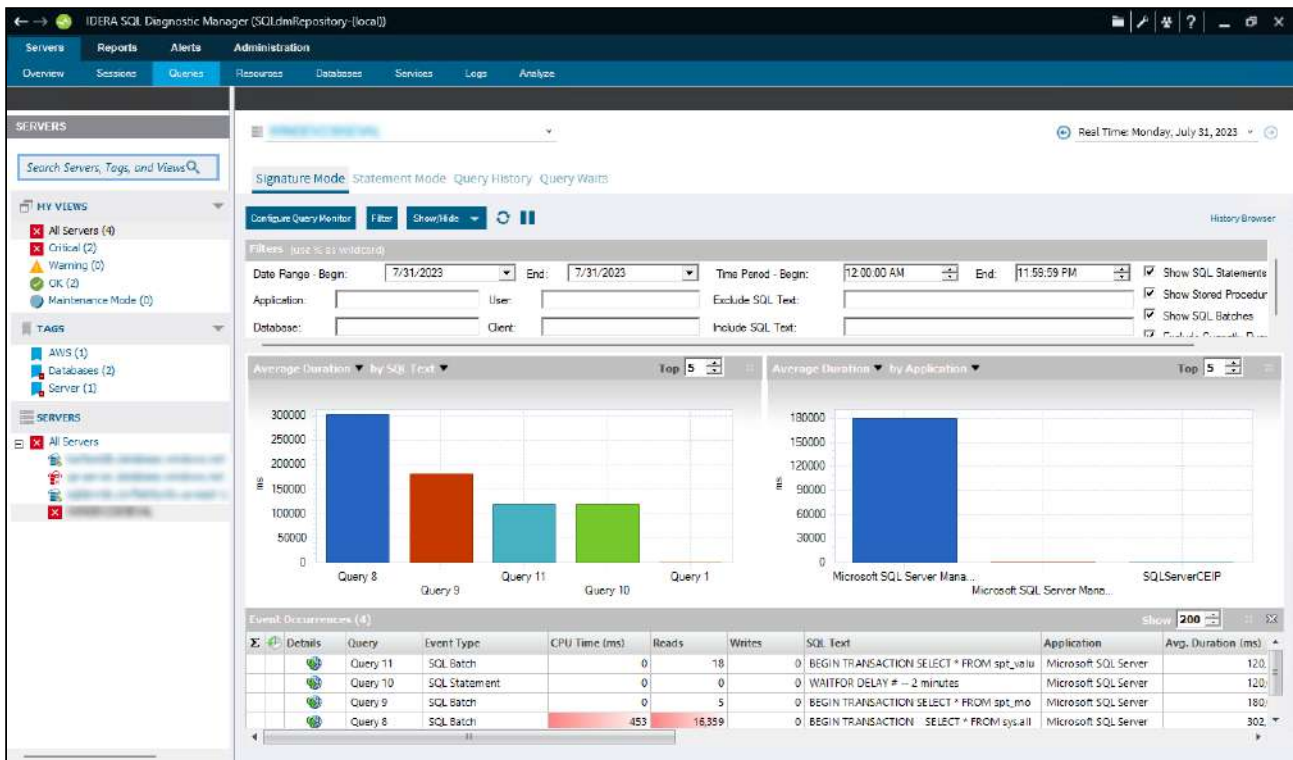 IDERA SQL Diagnostic Manager (SQLdmRepository-(local))
Servers Reports Alerts Administration
Overview Sessions Queries Resources Databases Services Logs Analyze
SERVERS
Search Servers, Tags, and Views
MY VIEWS
All Servers (4)
Critical (2)
Warning (0)
OK (2)
Maintenance Mode (0)
TAGS
AWS (1)
Databases (2)
Server (1)
SERVERS
All Servers
Real Time: Monday, July 31, 2023
Signature Mode Statement Mode Query History Query Waits
Configure Query Monitor Filter Show/Hide History Browser
Filters (use % as wildcard)
Date Range - Begin: 7/31/2023 End: 7/31/2023 Time Period - Begin: 12:00:00 AM End: 11:59:59 PM Show SQL Statements
Application: User: Exclude SQL Text: Show Stored Procedur
Database: Client: Include SQL Text: Show SQL Batches
Average Duration by SQL Text Top 5
300000
250000
200000
150000
100000
50000
0
ms
Query 8 Query 9 Query 11 Query 10 Query 1
Average Duration by Application Top 5
180000
150000
120000
90000
60000
30000
0
ms
Microsoft SQL Server Mana... Microsoft SQL Server Mana... SQLServerCEIP
Event Occurrences (4) Show 200
Σ Details Query Event Type CPU Time (ms) Reads Writes SQL Text Application Avg. Duration (ms)
Query 11 SQL Batch 0 18 0 BEGIN TRANSACTION SELECT * FROM spt_valu Microsoft SQL Server 120,
Query 10 SQL Statement 0 0 0 WAITFOR DELAY # -- 2 minutes Microsoft SQL Server 120,
Query 9 SQL Batch 0 5 0 BEGIN TRANSACTION SELECT * FROM spt_mo Microsoft SQL Server 180,
Query 8 SQL Batch 453 16,359 0 BEGIN TRANSACTION SELECT * FROM sys.all Microsoft SQL Server 302,